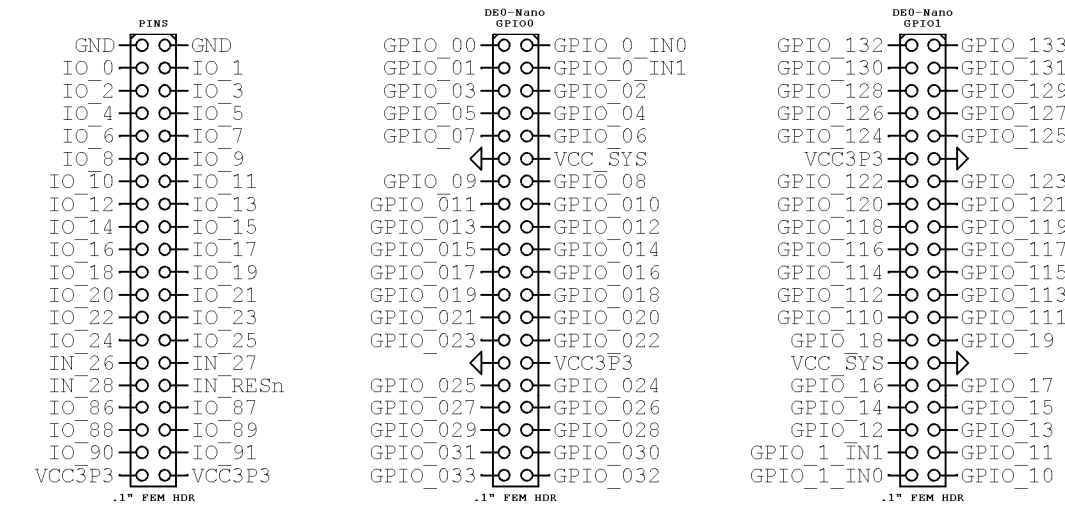 PINS
GND GND
IO_0 IO_1
IO_2 IO_3
IO_4 IO_5
IO_6 IO_7
IO_8 IO_9
IO_10 IO_11
IO_12 IO_13
IO_14 IO_15
IO_16 IO_17
IO_18 IO_19
IO_20 IO_21
IO_22 IO_23
IO_24 IO_25
IN_26 IN_27
IN_28 IN_RESn
IO_86 IO_87
IO_88 IO_89
IO_90 IO_91
VCC3P3 VCC3P3
.1" FEM HDR
DE0-Nano
GPIO0
GPIO_00 GPIO_0_IN0
GPIO_01 GPIO_0_IN1
GPIO_03 GPIO_02
GPIO_05 GPIO_04
GPIO_07 GPIO_06
VCC_SYS
GPIO_09 GPIO_08
GPIO_011 GPIO_010
GPIO_013 GPIO_012
GPIO_015 GPIO_014
GPIO_017 GPIO_016
GPIO_019 GPIO_018
GPIO_021 GPIO_020
GPIO_023 GPIO_022
VCC3P3
GPIO_025 GPIO_024
GPIO_027 GPIO_026
GPIO_029 GPIO_028
GPIO_031 GPIO_030
GPIO_033 GPIO_032
.1" FEM HDR
DE0-Nano
GPIO1
GPIO_132 GPIO_133
GPIO_130 GPIO_131
GPIO_128 GPIO_129
GPIO_126 GPIO_127
GPIO_124 GPIO_125
VCC3P3
GPIO_122 GPIO_123
GPIO_120 GPIO_121
GPIO_118 GPIO_119
GPIO_116 GPIO_117
GPIO_114 GPIO_115
GPIO_112 GPIO_113
GPIO_110 GPIO_111
GPIO_18 GPIO_19
VCC_SYS
GPIO_16 GPIO_17
GPIO_14 GPIO_15
GPIO_12 GPIO_13
GPIO_1_IN1 GPIO_11
GPIO_1_IN0 GPIO_10
.1" FEM HDR